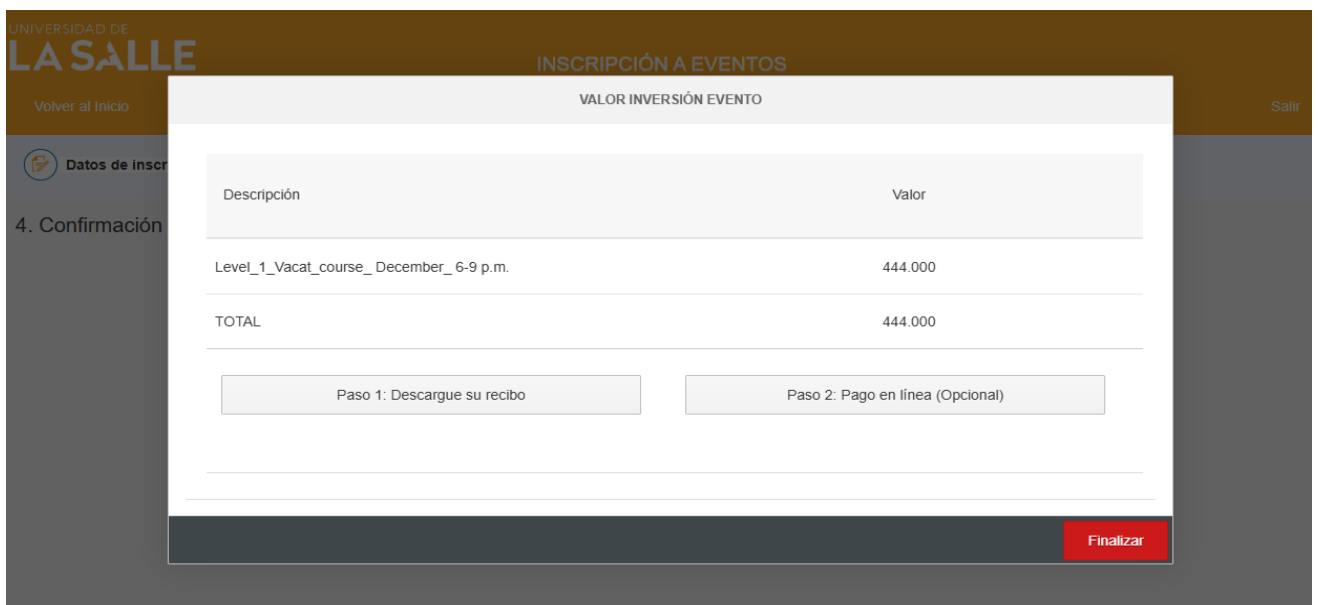 UNIVERSIDAD DE
LA SALLE
INSCRIPCIÓN A EVENTOS
Volver al Inicio
Salir
VALOR INVERSIÓN EVENTO
Datos de inscr
4. Confirmación
Descripción Valor
Level_1_Vacat_course_ December_ 6-9 p.m. 444.000
TOTAL 444.000
Paso 1: Descargue su recibo Paso 2: Pago en línea (Opcional)
Finalizar